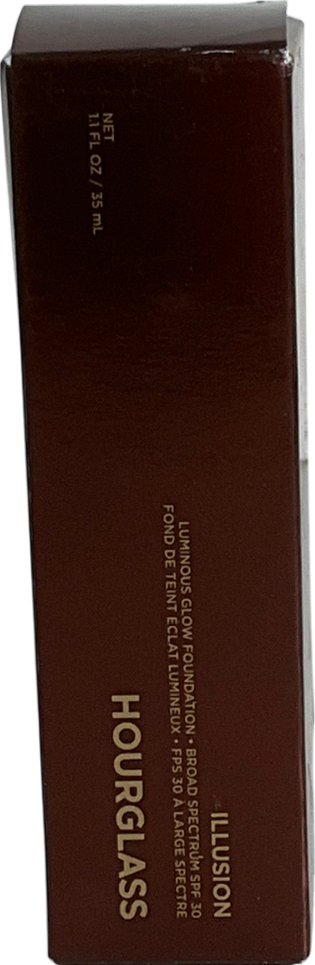 HOURGLASS
ILLUSION
LUMINOUS GLOW FOUNDATION • BROAD SPECTRUM SPF 30
FOND DE TEINT ÉCLAT LUMINEUX • FPS 30 À LARGE SPECTRE
NET
1.1 FL OZ / 35 mL